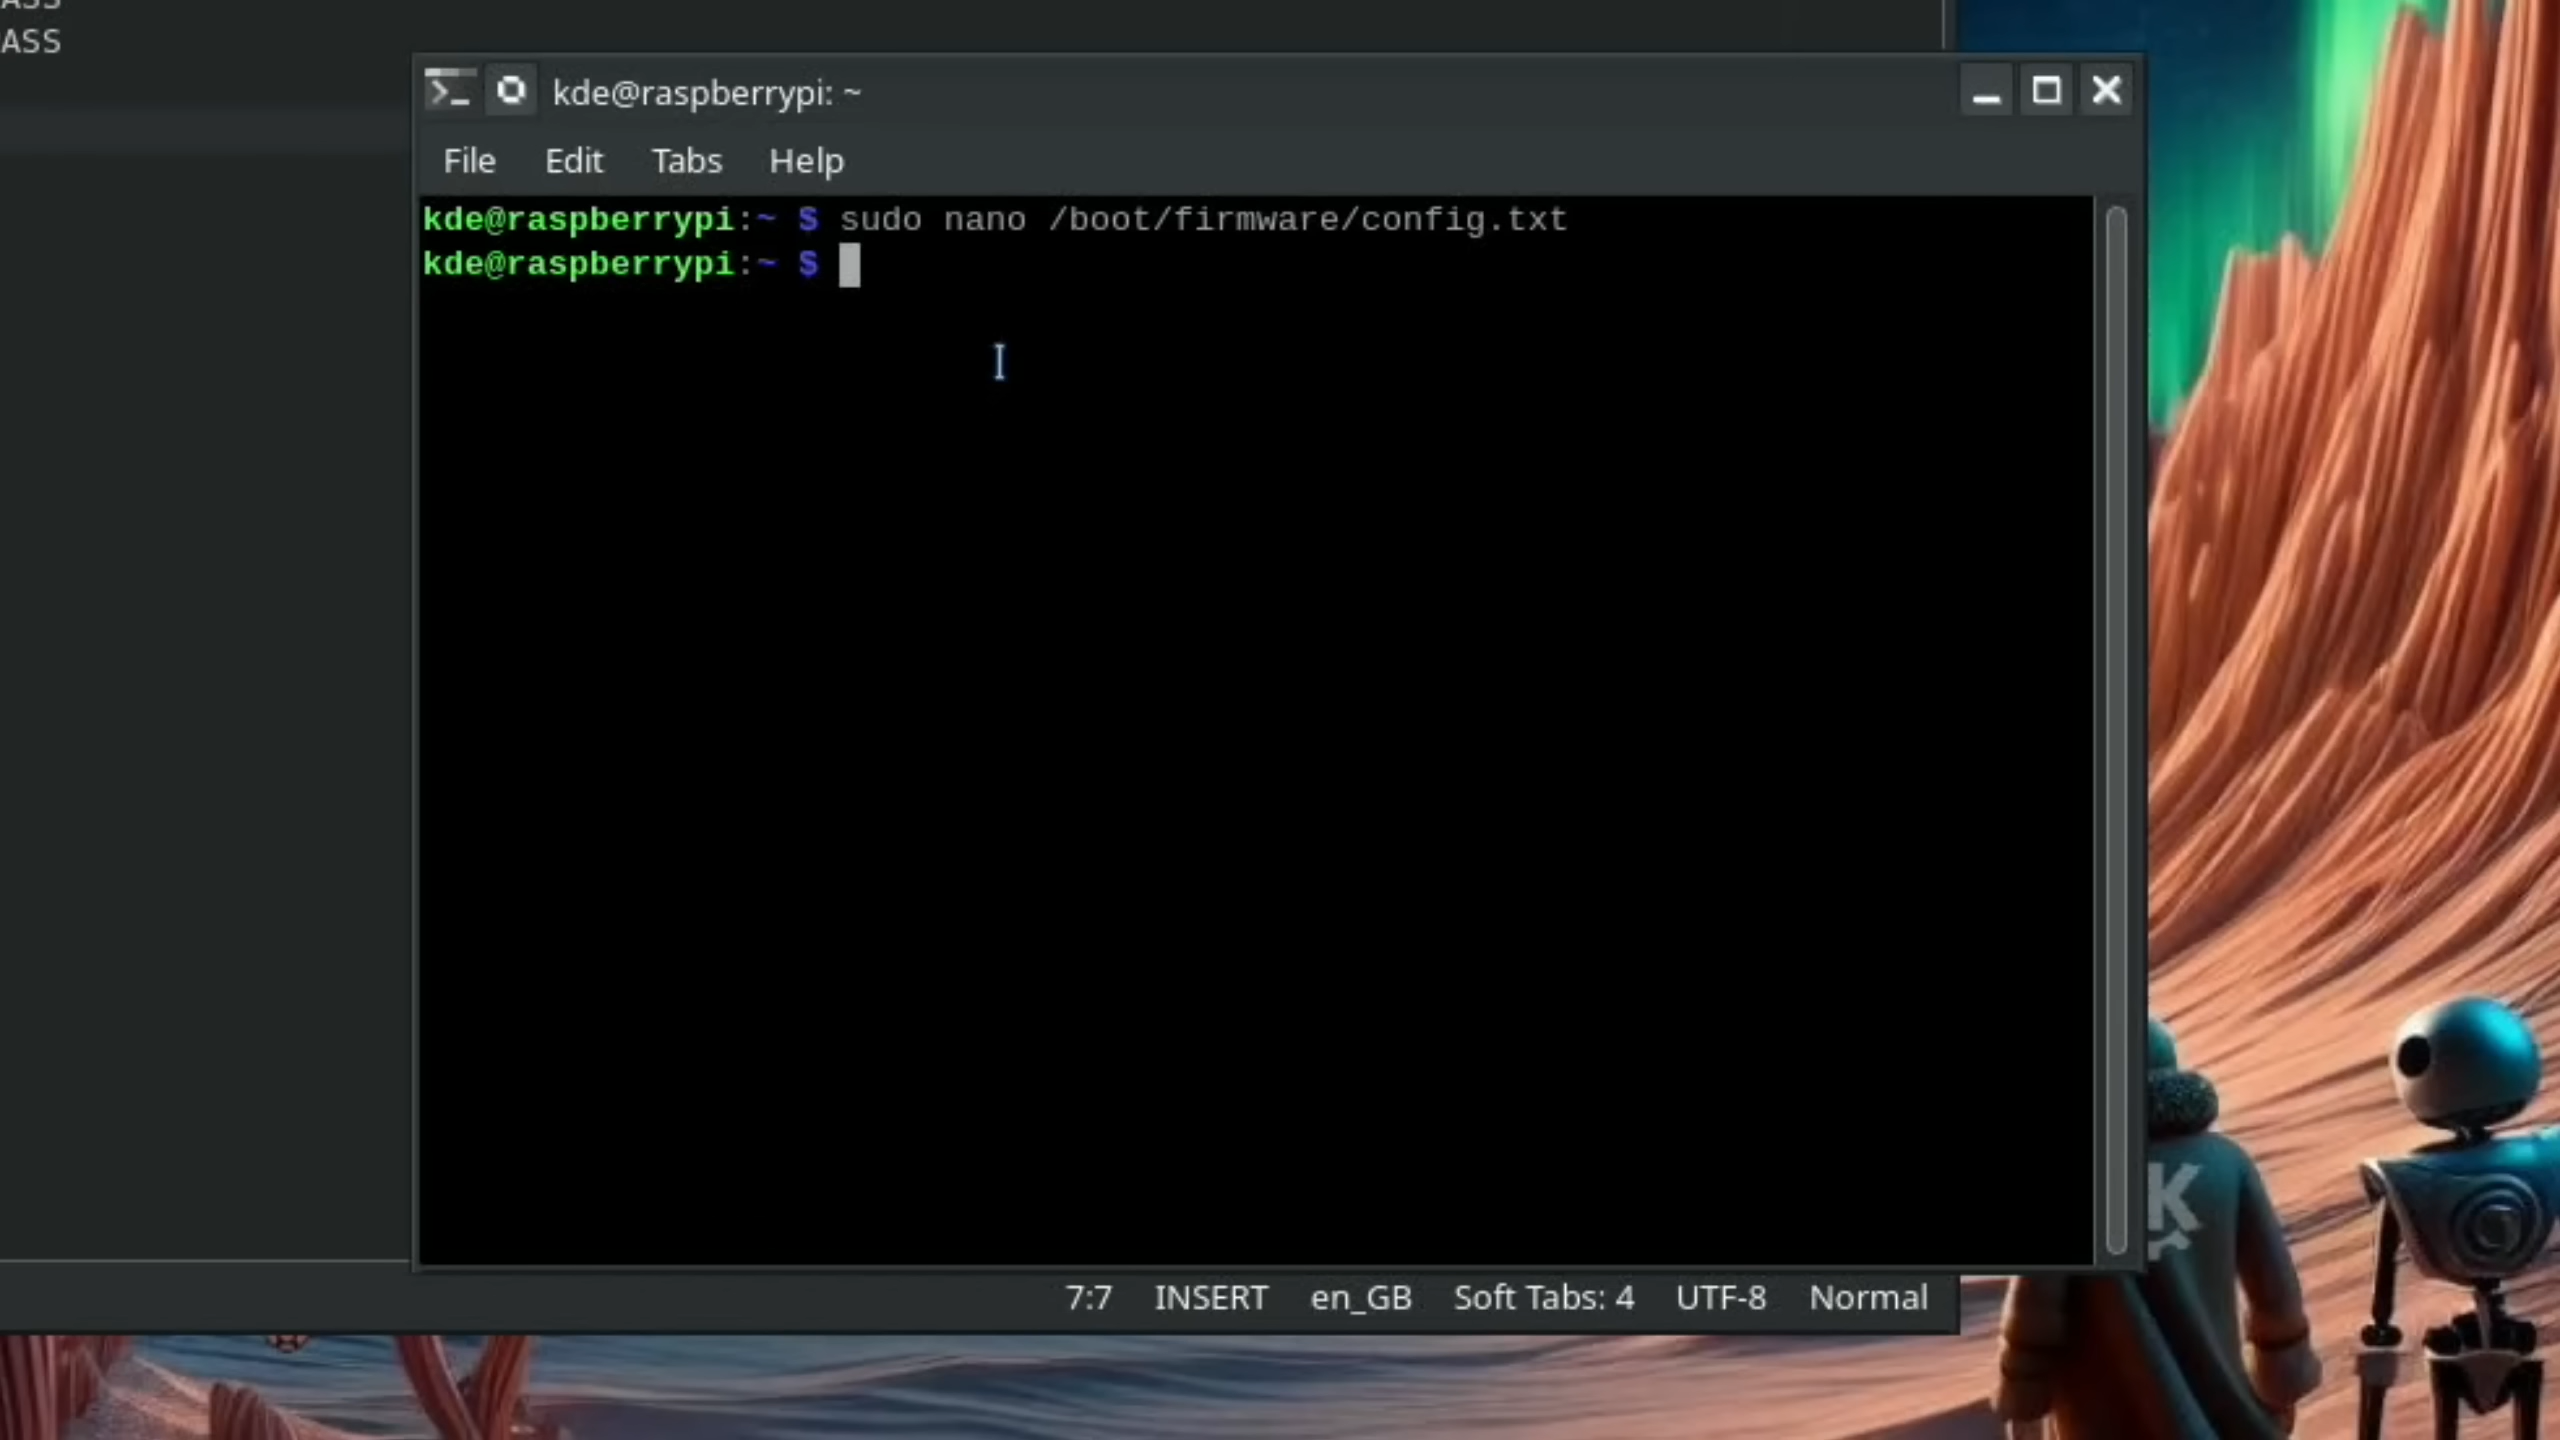 ASS
ASS
kde@raspberrypi: ~
File Edit Tabs Help
kde@raspberrypi:~ $ sudo nano /boot/firmware/config.txt
kde@raspberrypi:~ $
7:7 INSERT en_GB Soft Tabs: 4 UTF-8 Normal
K